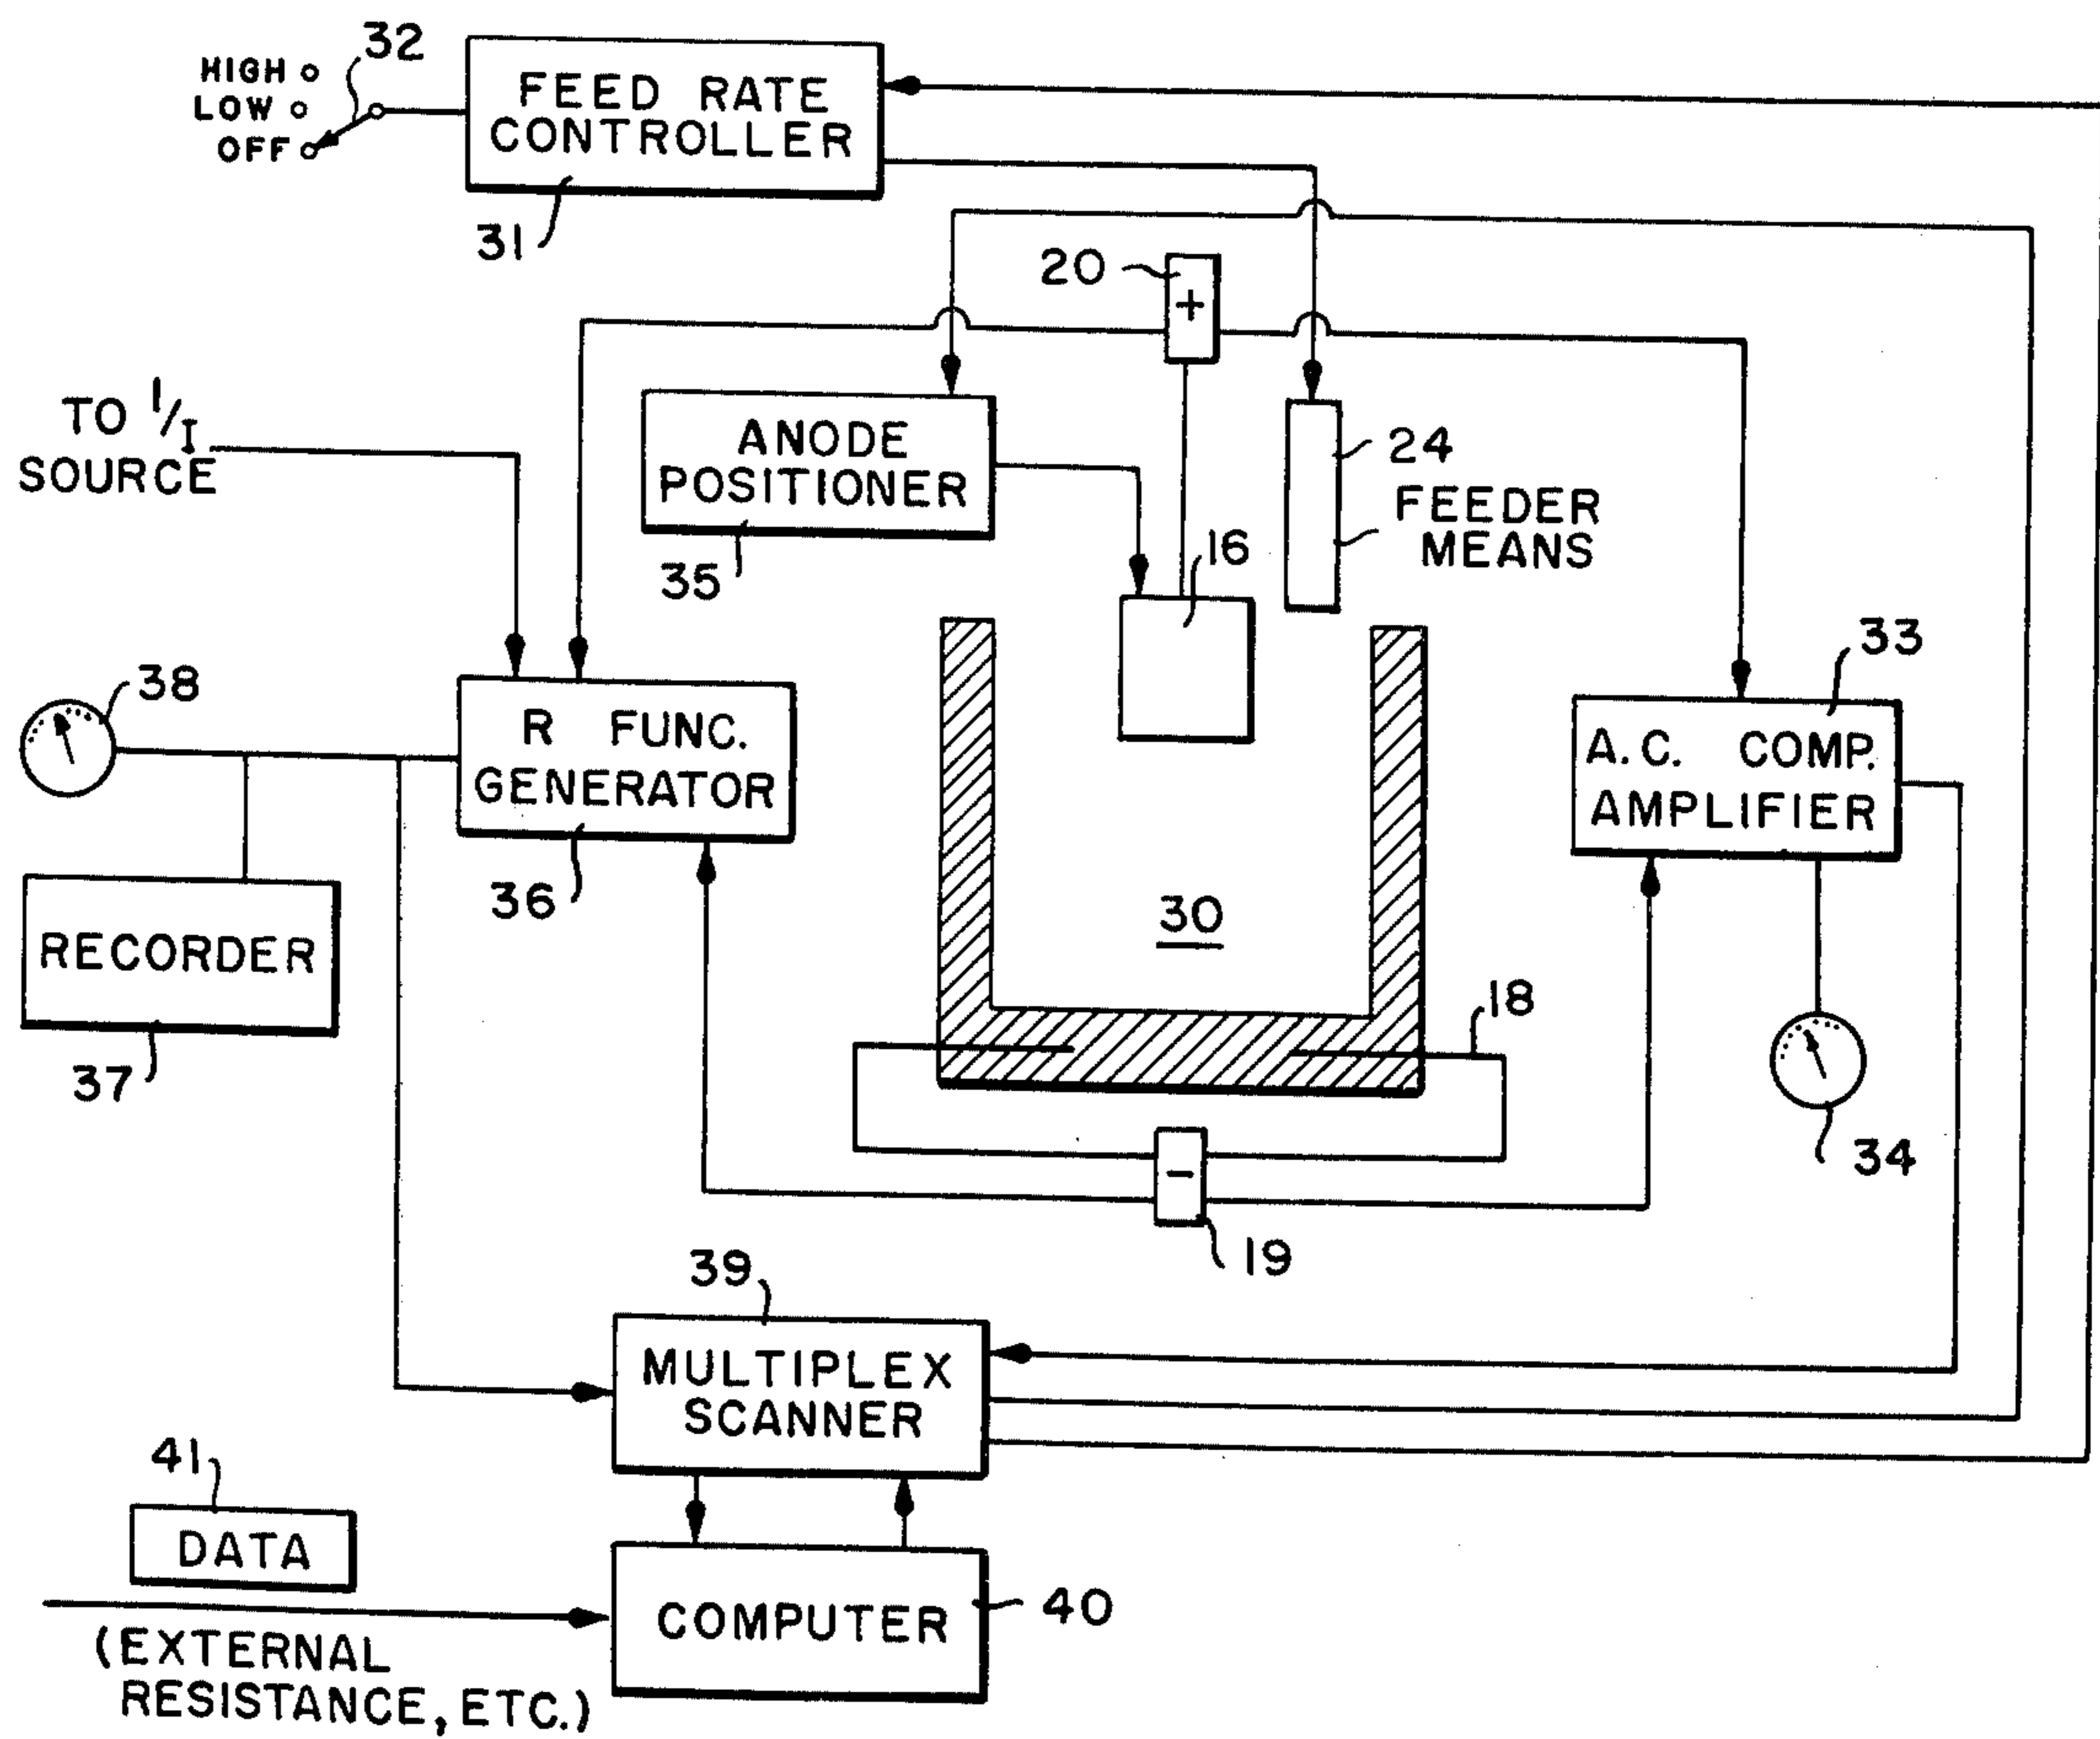 32
HIGH
LOW
OFF
FEED RATE
CONTROLLER
31
20
+
TO 1/I
SOURCE
ANODE
POSITIONER
35
24
FEEDER
MEANS
16
33
38
R FUNC.
GENERATOR
36
A.C. COMP.
AMPLIFIER
RECORDER
37
30
18
34
-
19
39
MULTIPLEX
SCANNER
41
DATA
COMPUTER
40
(EXTERNAL
RESISTANCE, ETC.)